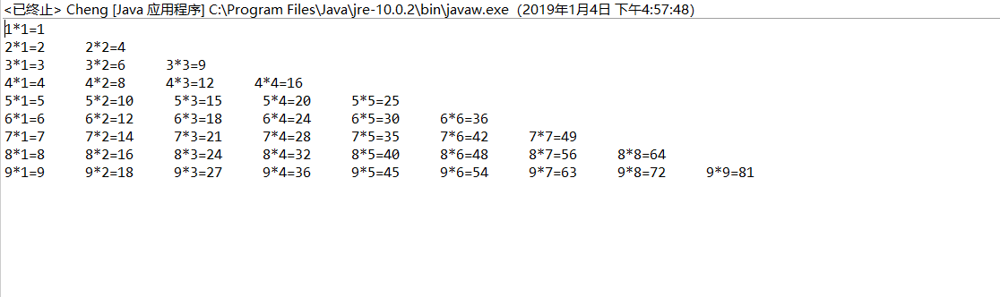 <已终止> Cheng [Java 应用程序] C:\Program Files\Java\jre-10.0.2\bin\javaw.exe（2019年1月4日 下午4:57:48）
1*1=1
2*1=2 2*2=4
3*1=3 3*2=6 3*3=9
4*1=4 4*2=8 4*3=12 4*4=16
5*1=5 5*2=10 5*3=15 5*4=20 5*5=25
6*1=6 6*2=12 6*3=18 6*4=24 6*5=30 6*6=36
7*1=7 7*2=14 7*3=21 7*4=28 7*5=35 7*6=42 7*7=49
8*1=8 8*2=16 8*3=24 8*4=32 8*5=40 8*6=48 8*7=56 8*8=64
9*1=9 9*2=18 9*3=27 9*4=36 9*5=45 9*6=54 9*7=63 9*8=72 9*9=81